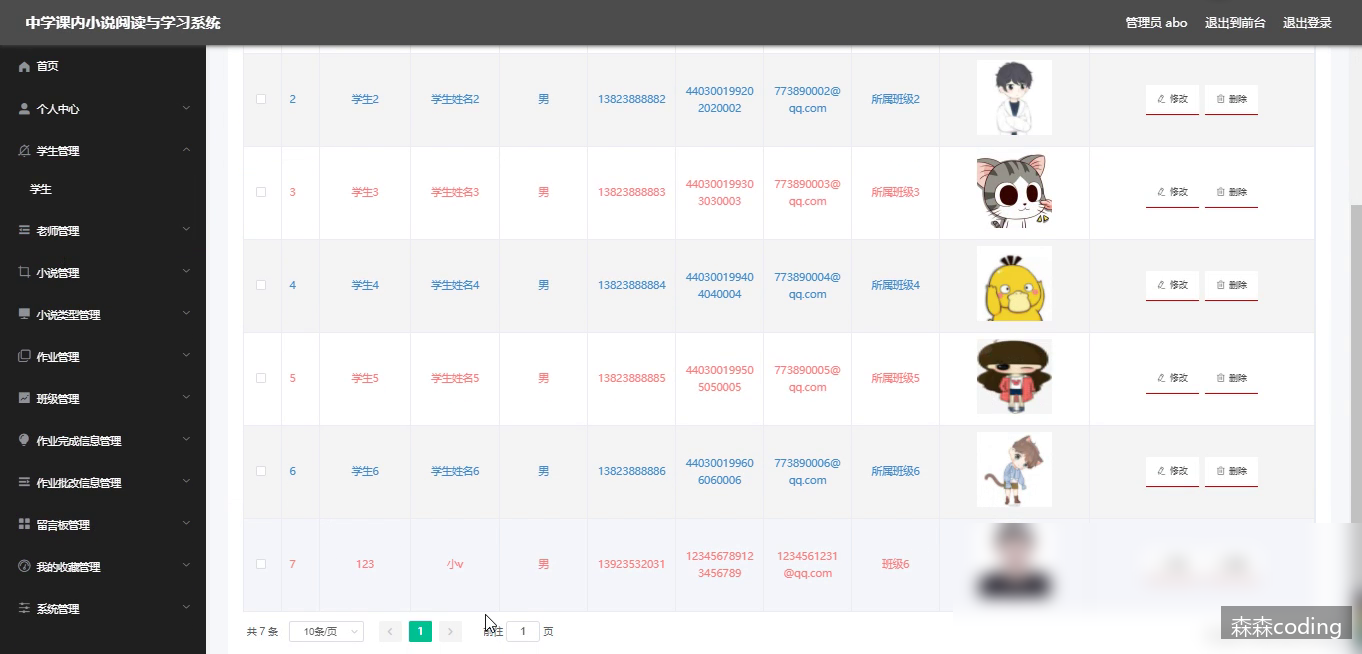 中学课内小说阅读与学习系统
管理员 abo 退出到前台 退出登录
首页
个人中心
学生管理
学生
老师管理
小说管理
小说类型管理
作业管理
班级管理
作业完成信息管理
作业批改信息管理
留言板管理
我的收藏管理
系统管理
2 学生2 学生姓名2 男 13823888882 44030019920 773890002@ 所属班级2 修改 删除
2020002 qq.com
3 学生3 学生姓名3 男 13823888883 44030019930 773890003@ 所属班级3 修改 删除
3030003 qq.com
4 学生4 学生姓名4 男 13823888884 44030019940 773890004@ 所属班级4 修改 删除
4040004 qq.com
5 学生5 学生姓名5 男 13823888885 44030019950 773890005@ 所属班级5 修改 删除
5050005 qq.com
6 学生6 学生姓名6 男 13823888886 44030019960 773890006@ 所属班级6 修改 删除
6060006 qq.com
7 123 小v 男 13923532031 12345678912 1234561231 班级6
3456789 @qq.com
共 7 条 10条/页 1 前往 1 页
森森coding